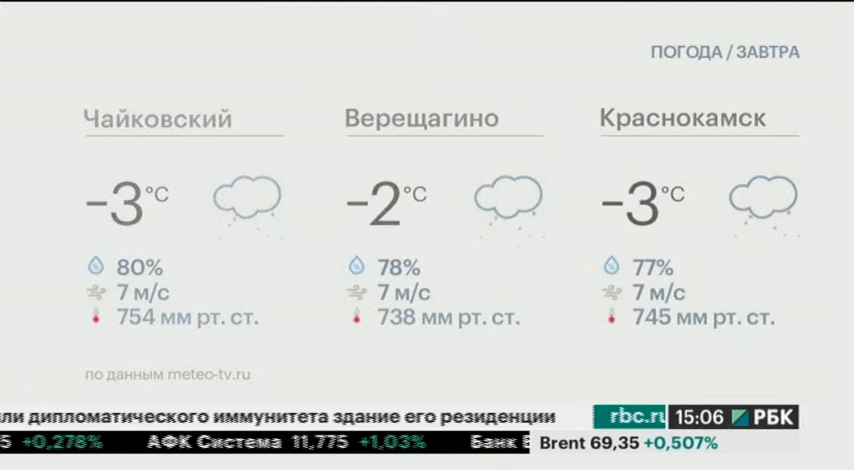 ПОГОДА / ЗАВТРА
Чайковский
-3°C
80%
7 м/с
754 мм рт. ст.
Верещагино
-2°C
78%
7 м/с
738 мм рт. ст.
Краснокамск
-3°C
77%
7 м/с
745 мм рт. ст.
по данным meteo-tv.ru
дипломатического иммунитета здание его резиденции
rbc.ru 15:06 РБК
5 +0,278% АФК Система 11,775 +1,03% Банк
Brent 69,35 +0,507%